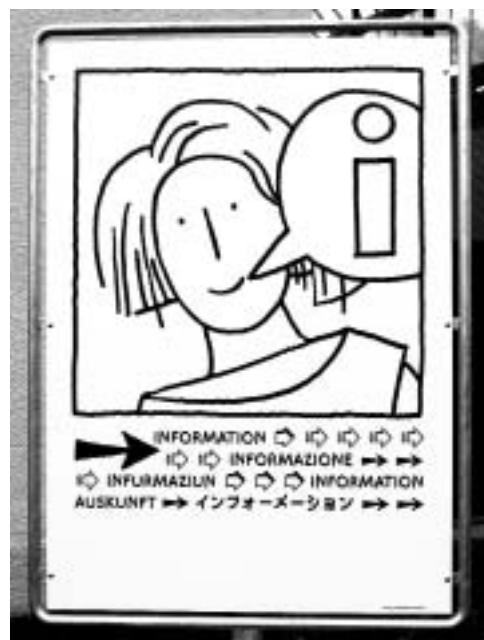 i
INFORMATION ⇨ ⇨ ⇨ ⇨ ⇨
⇨ ⇨ INFORMAZIONE ➡ ➡
⇨ INFURMAZIUN ⇨ ⇨ ⇨ INFORMATION
AUSKUNFT ➡ インフォーメーション ➡ ➡